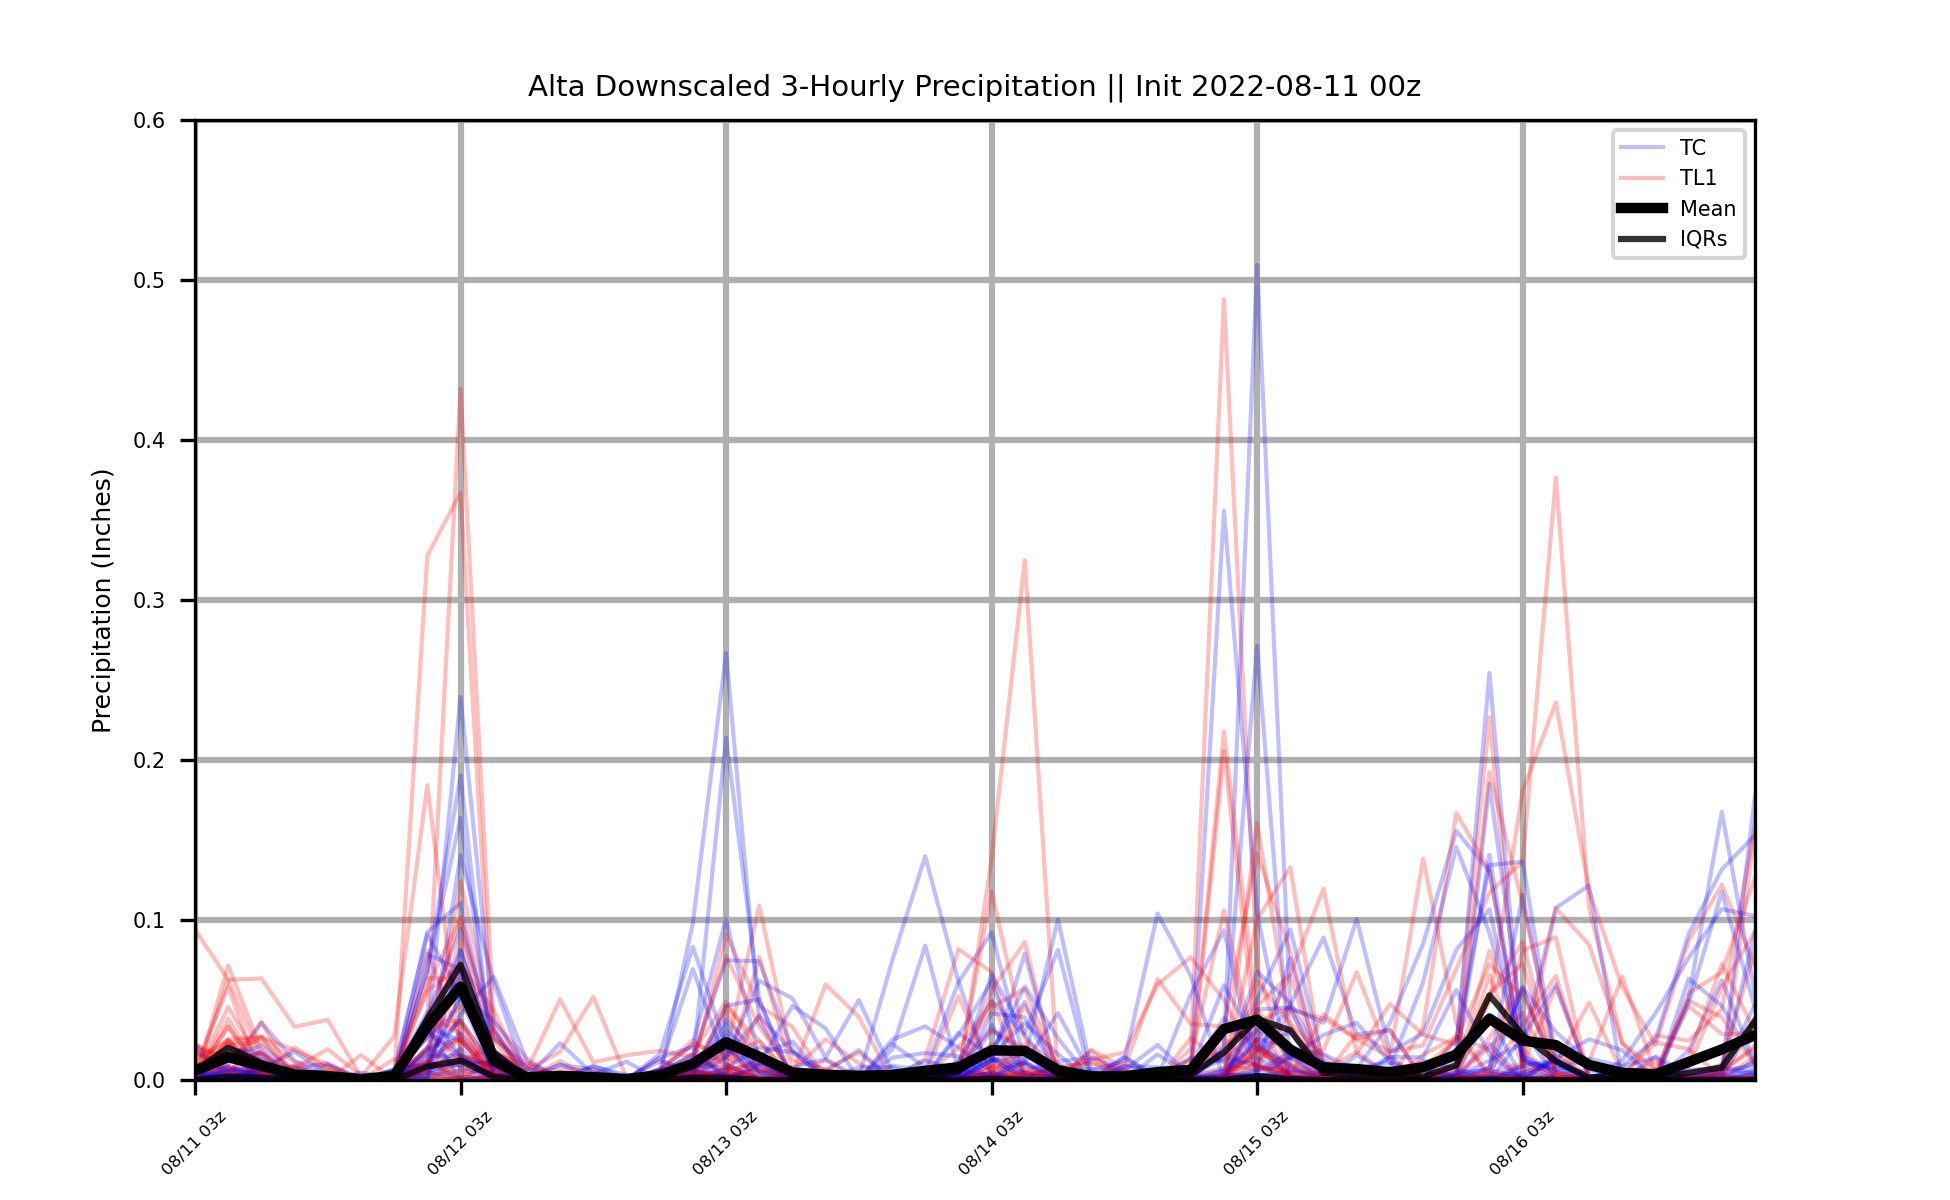 Alta Downscaled 3-Hourly Precipitation || Init 2022-08-11 00z
0.6
0.5
0.4
0.3
0.2
0.1
0.0
Precipitation (Inches)
TC
TL1
Mean
IQRs
08/11 03z
08/12 03z
08/13 03z
08/14 03z
08/15 03z
08/16 03z